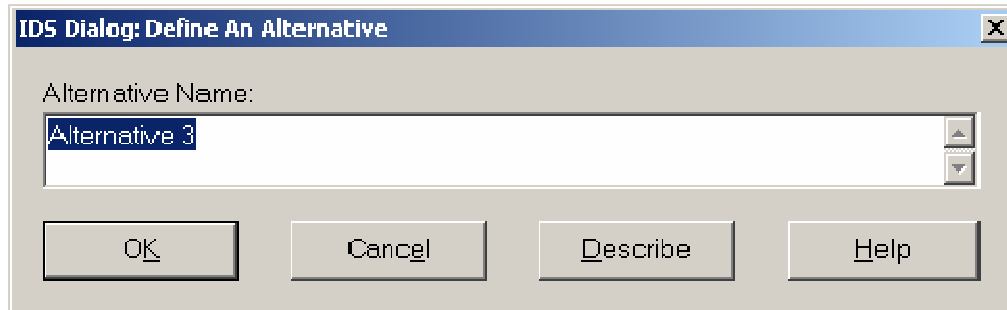 IDS Dialog: Define An Alternative
Alternative Name:
Alternative 3
OK Cancel Describe Help